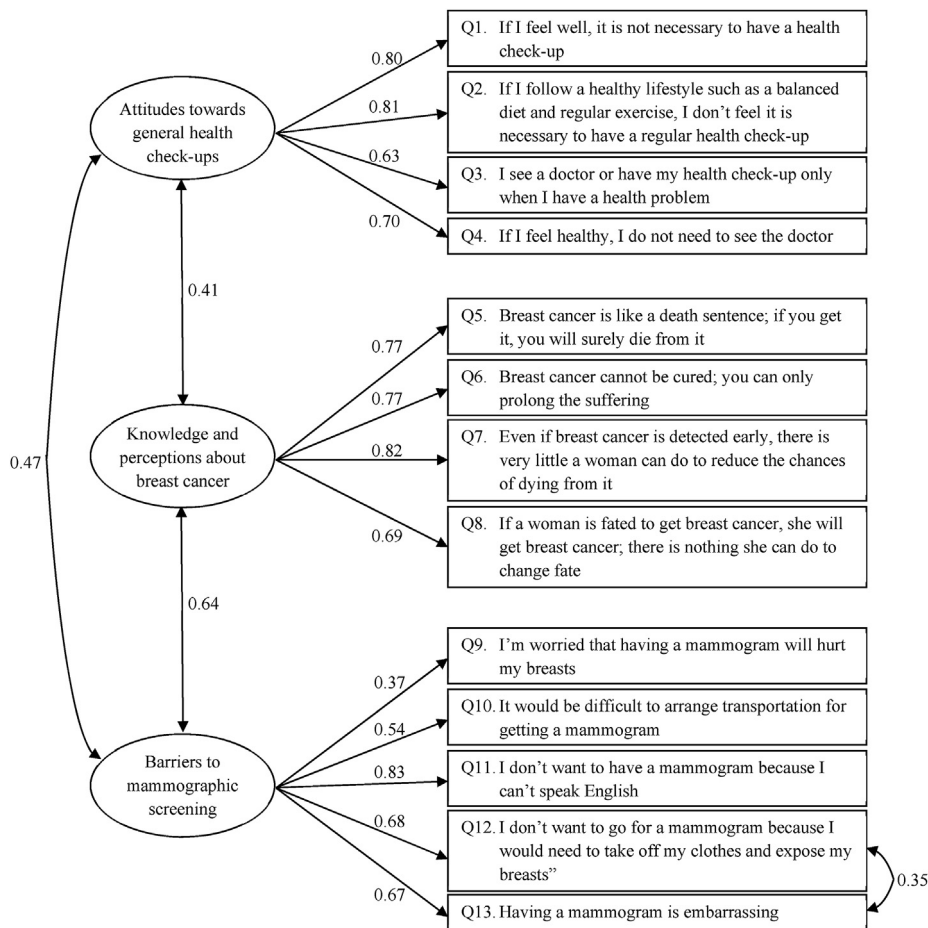 Attitudes towards
general health
check-ups
Knowledge and
perceptions about
breast cancer
Barriers to
mammographic
screening
0.47
0.41
0.64
0.80
0.81
0.63
0.70
0.77
0.77
0.82
0.69
0.37
0.54
0.83
0.68
0.67
Q1. If I feel well, it is not necessary to have a health
check-up
Q2. If I follow a healthy lifestyle such as a balanced
diet and regular exercise, I don't feel it is
necessary to have a regular health check-up
Q3. I see a doctor or have my health check-up only
when I have a health problem
Q4. If I feel healthy, I do not need to see the doctor
Q5. Breast cancer is like a death sentence; if you get
it, you will surely die from it
Q6. Breast cancer cannot be cured; you can only
prolong the suffering
Q7. Even if breast cancer is detected early, there is
very little a woman can do to reduce the chances
of dying from it
Q8. If a woman is fated to get breast cancer, she will
get breast cancer; there is nothing she can do to
change fate
Q9. I'm worried that having a mammogram will hurt
my breasts
Q10. It would be difficult to arrange transportation for
getting a mammogram
Q11. I don't want to have a mammogram because I
can't speak English
Q12. I don't want to go for a mammogram because I
would need to take off my clothes and expose my
breasts”
Q13. Having a mammogram is embarrassing
0.35